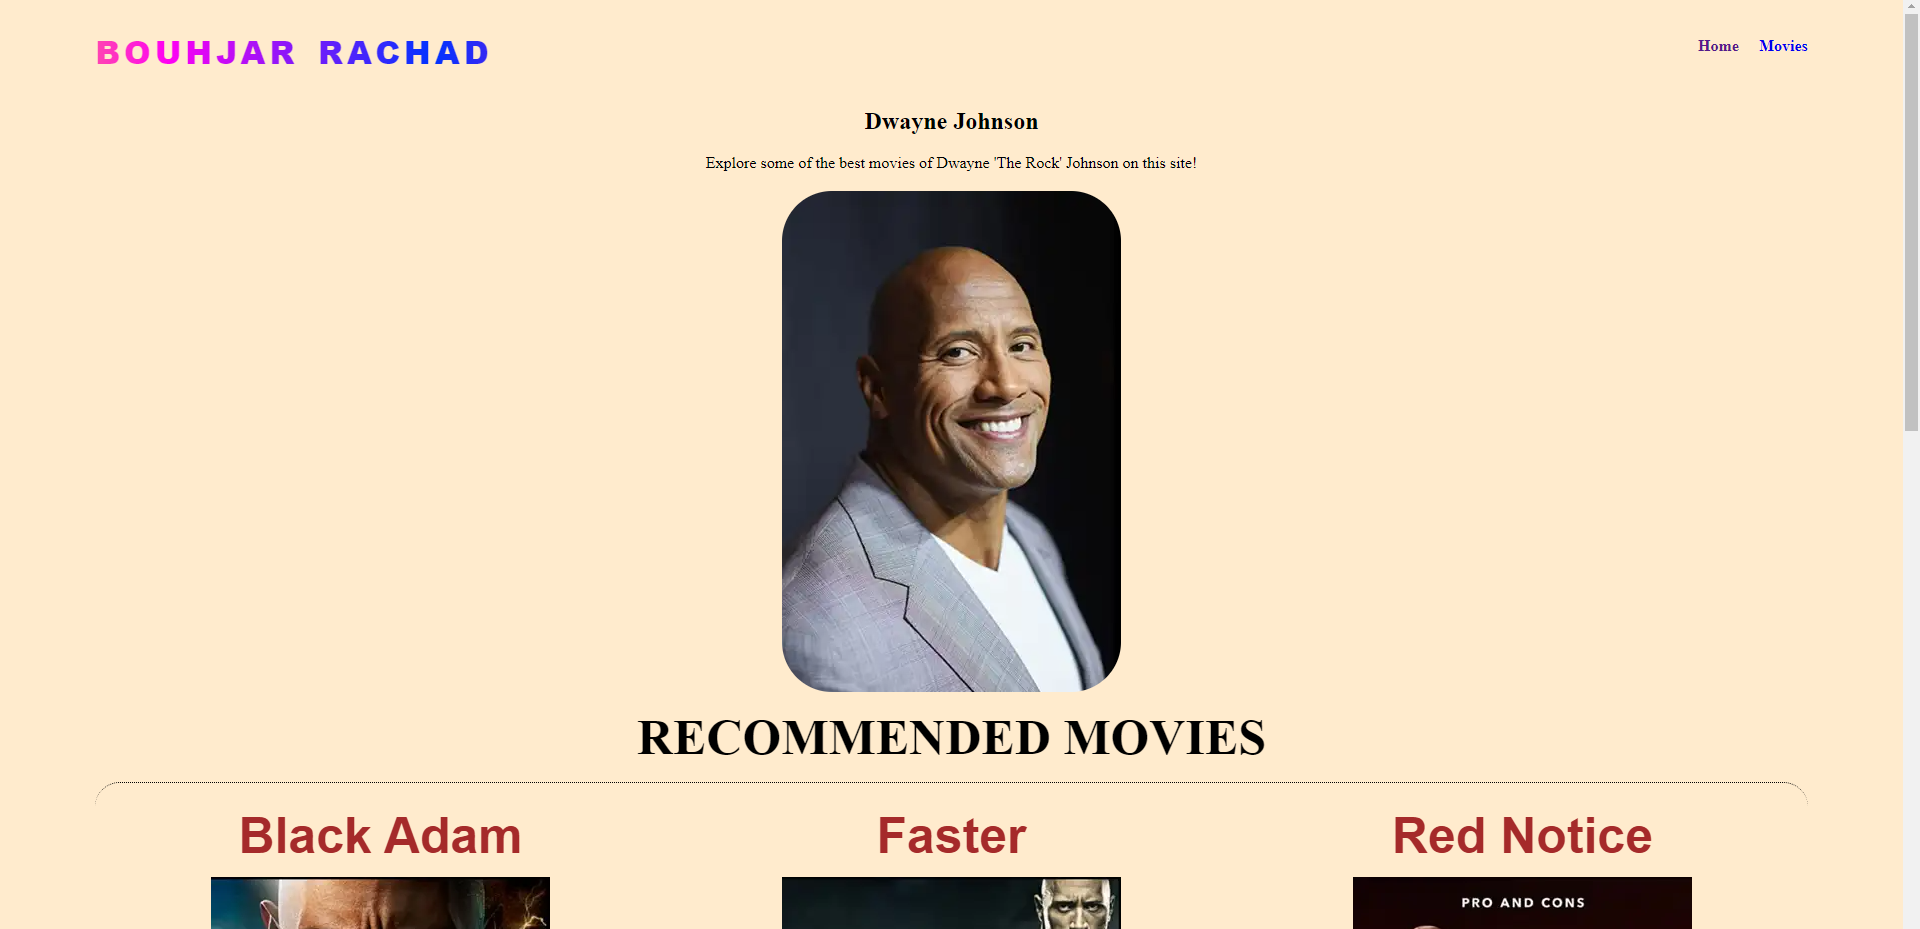 BOUHJAR RACHAD
Home Movies
Dwayne Johnson
Explore some of the best movies of Dwayne 'The Rock' Johnson on this site!
RECOMMENDED MOVIES
Black Adam
Faster
Red Notice
PRO AND CONS